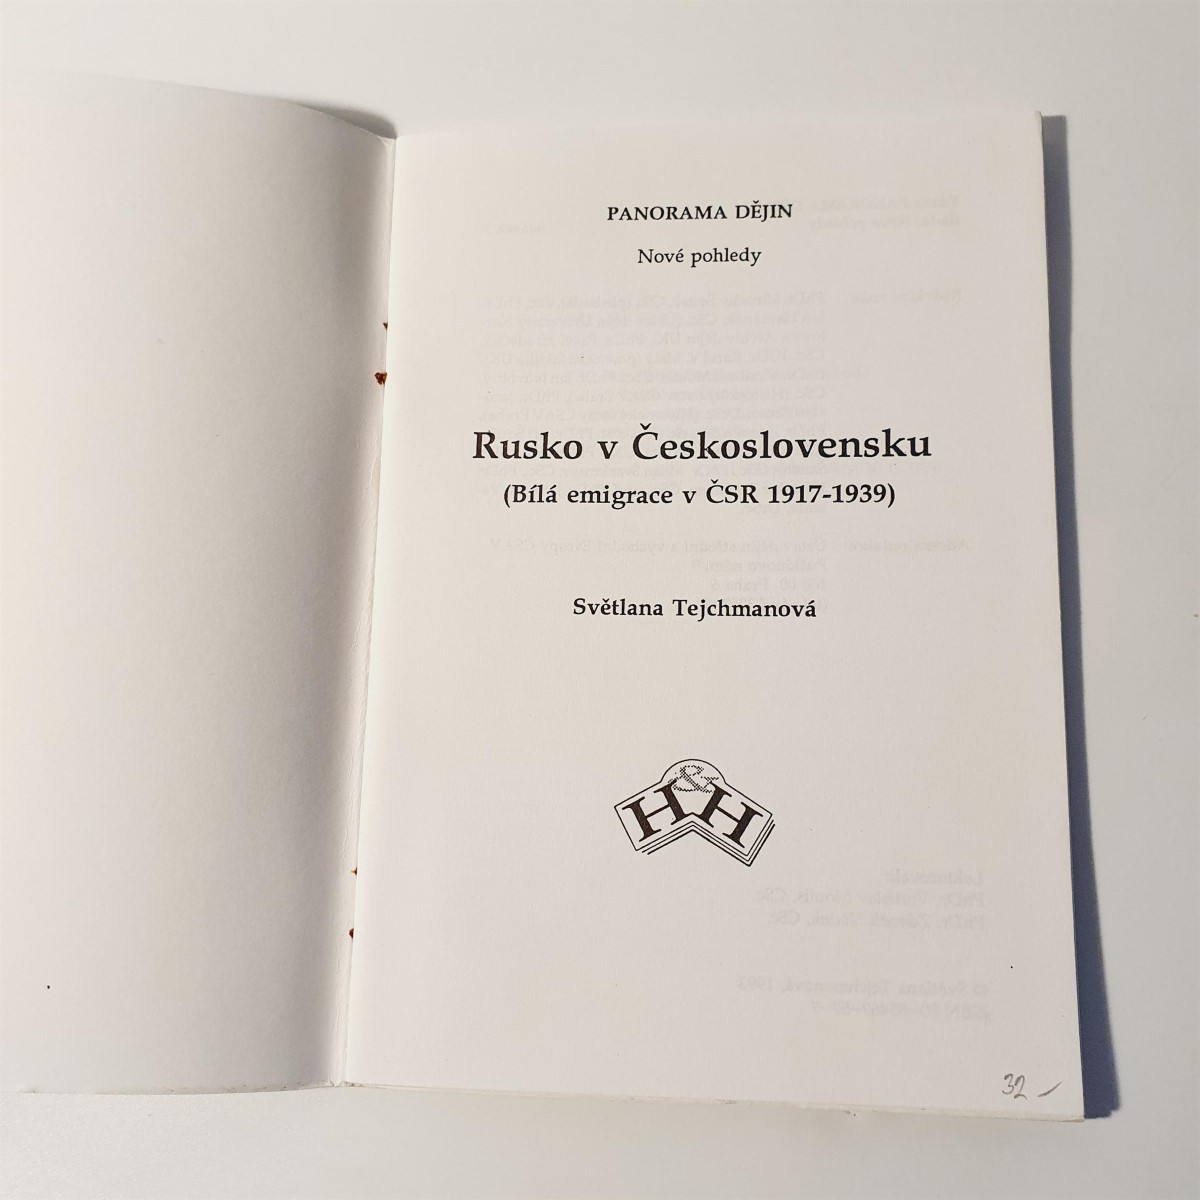 PANORAMA DĚJIN
Nové pohledy
Rusko v Československu
(Bílá emigrace v ČSR 1917-1939)
Světlana Tejchmanová
H&H
32 –